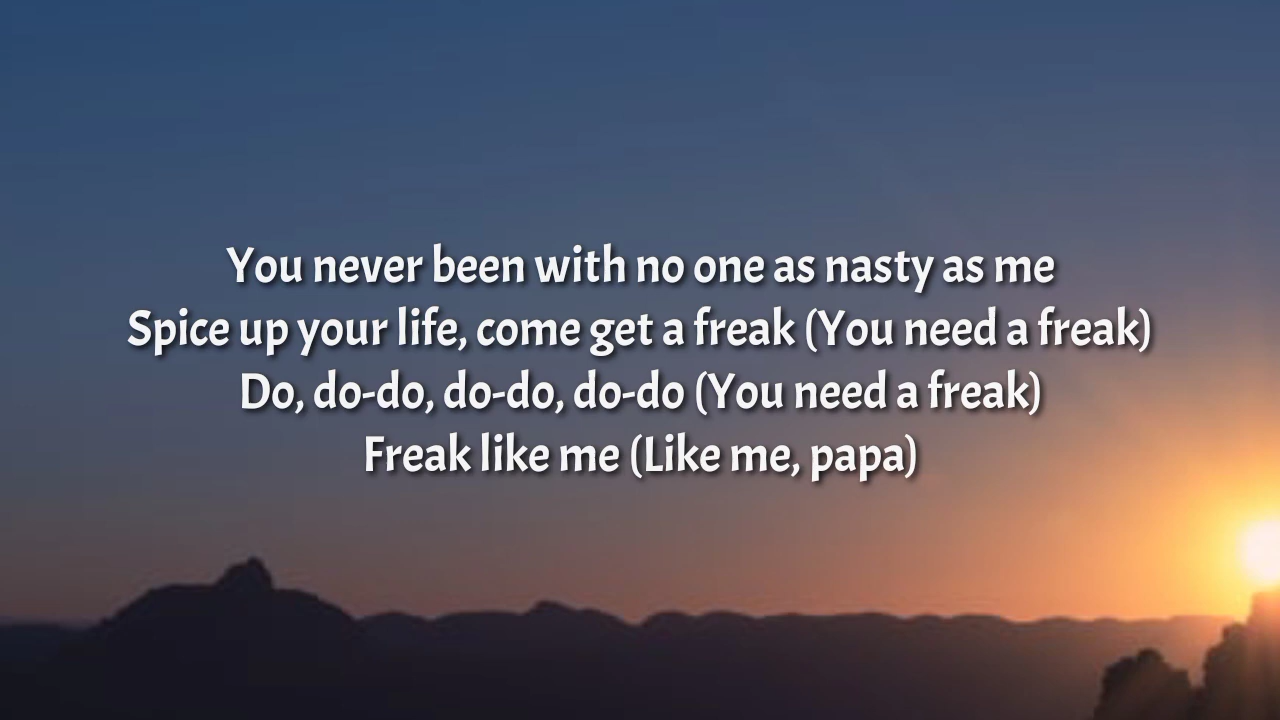 You never been with no one as nasty as me
Spice up your life, come get a freak (You need a freak)
Do, do-do, do-do, do-do (You need a freak)
Freak like me (Like me, papa)